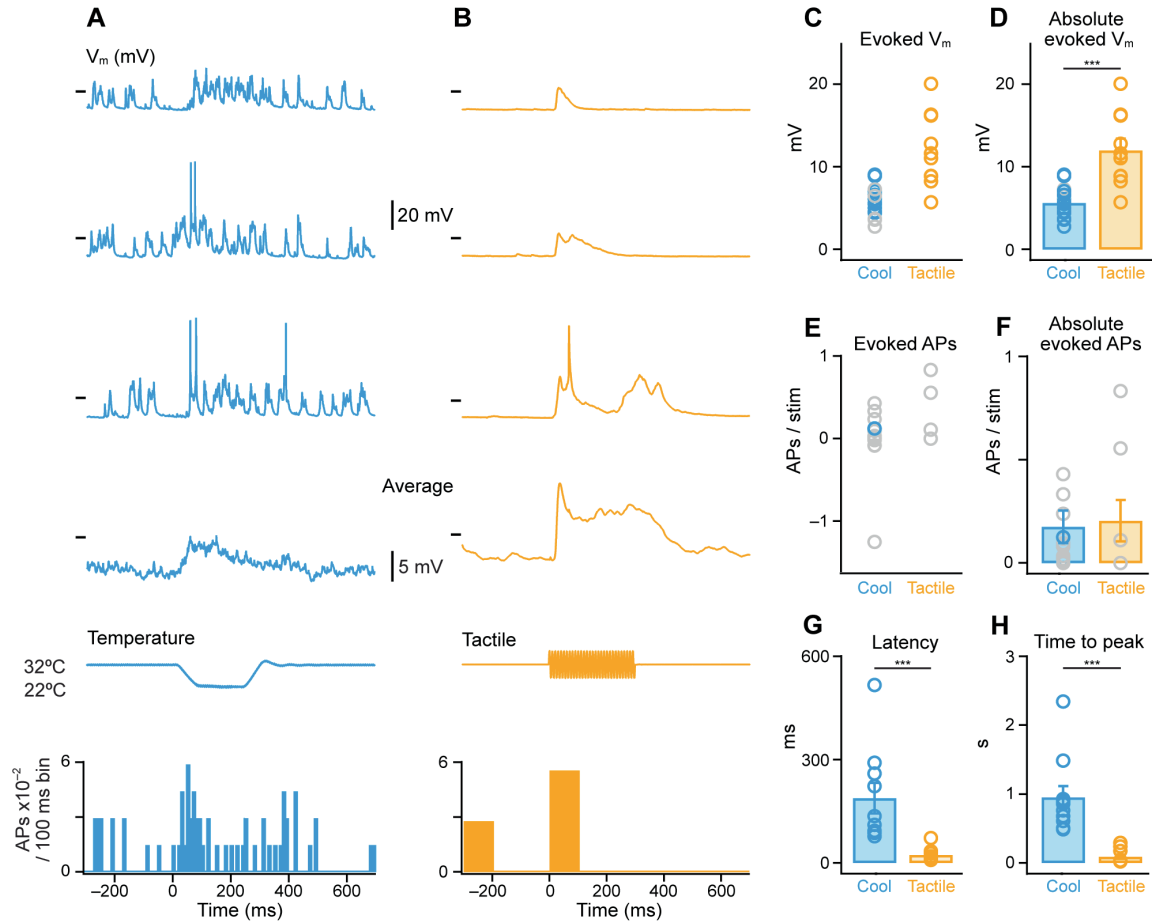 A
B
C
D
Evoked Vₘ
Absolute
evoked Vₘ
Vₘ (mV)
20 mV
mV
20
10
0
Cool
Tactile
mV
***
20
10
0
Cool
Tactile
E
F
Evoked APs
Absolute
evoked APs
APs / stim
1
0
–1
Cool
Tactile
APs / stim
1
0
Cool
Tactile
Average
5 mV
Temperature
32ºC
22ºC
Tactile
G
H
Latency
Time to peak
ms
***
600
300
0
Cool
Tactile
s
***
3
2
1
0
Cool
Tactile
APs x10⁻²
/ 100 ms bin
6
0
–200
0
200
400
600
Time (ms)
6
0
–200
0
200
400
600
Time (ms)